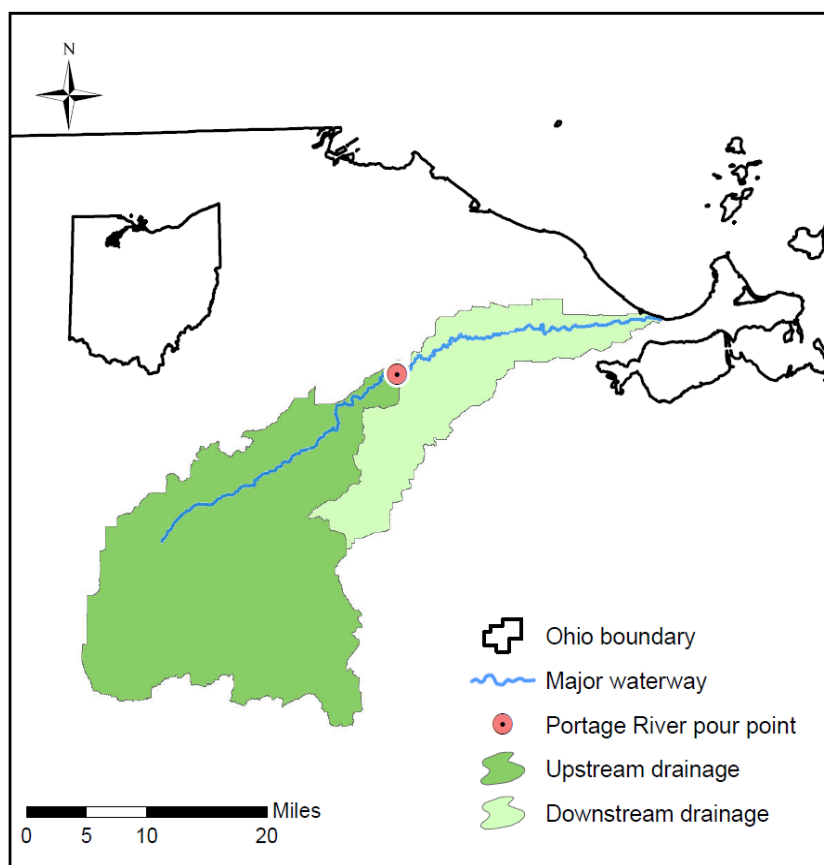 N
Ohio boundary
Major waterway
Portage River pour point
Upstream drainage
Downstream drainage
Miles
0 5 10 20